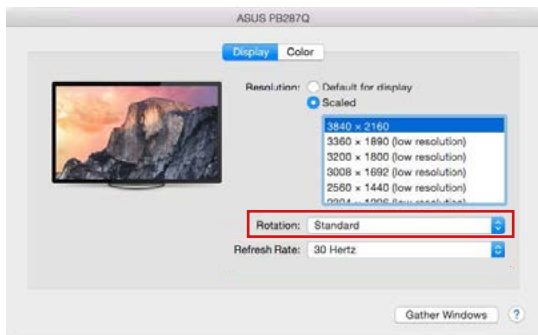 ASUS PB287Q
Display Color
Resolution: Default for display
Scaled
3840 × 2160
3360 × 1890 (low resolution)
3200 × 1800 (low resolution)
3008 × 1692 (low resolution)
2560 × 1440 (low resolution)
Rotation: Standard
Refresh Rate: 30 Hertz
Gather Windows ?